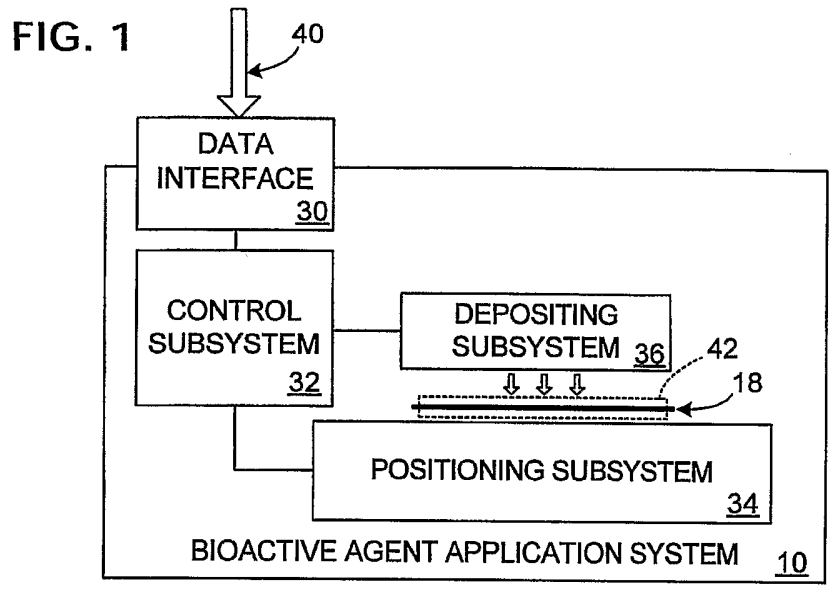 FIG. 1
40
DATA
INTERFACE
30
CONTROL
SUBSYSTEM
32
DEPOSITING
SUBSYSTEM
36
42
18
POSITIONING SUBSYSTEM
34
BIOACTIVE AGENT APPLICATION SYSTEM
10